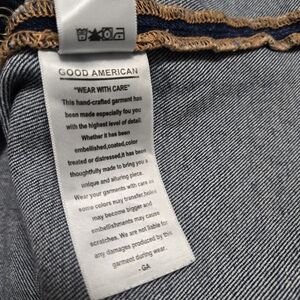 GOOD AMERICAN
"WEAR WITH CARE"
This hand-crafted garment has
been made especially fou you
with the highest level of detail.
Whether it has been
embellished,coated,color
treated or distressed,it has been
thoughtfully made to bring you a
unique and alluring piece.
Wear your garments with care as
some colors may transfer,holes
may become bigger and
embellishments may cause
scratches. We are not liable for
any damages produced by this
garment during wear.
- GA